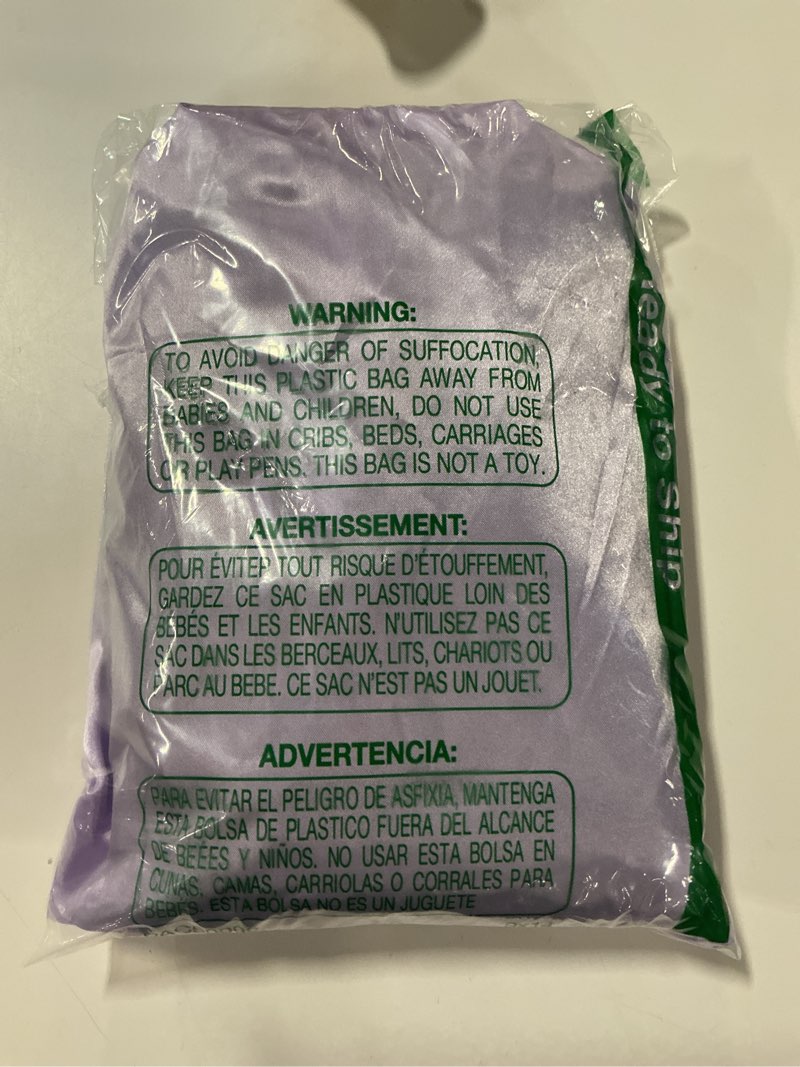 WARNING:
TO AVOID DANGER OF SUFFOCATION,
KEEP THIS PLASTIC BAG AWAY FROM
BABIES AND CHILDREN, DO NOT USE
THIS BAG IN CRIBS, BEDS, CARRIAGES
OR PLAY PENS. THIS BAG IS NOT A TOY.
AVERTISSEMENT:
POUR ÉVITER TOUT RISQUE D'ÉTOUFFEMENT,
GARDEZ CE SAC EN PLASTIQUE LOIN DES
BÉBÉS ET LES ENFANTS. N'UTILISEZ PAS CE
SAC DANS LES BERCEAUX, LITS, CHARIOTS OU
PARC AU BEBE. CE SAC N'EST PAS UN JOUET.
ADVERTENCIA:
PARA EVITAR EL PELIGRO DE ASFIXIA, MANTENGA
ESTA BOLSA DE PLASTICO FUERA DEL ALCANCE
DE BEÉES Y NIÑOS. NO USAR ESTA BOLSA EN
CUNAS, CAMAS, CARRIOLAS O CORRALES PARA
BEBES. ESTA BOLSA NO ES UN JUGUETE
eady to Ship